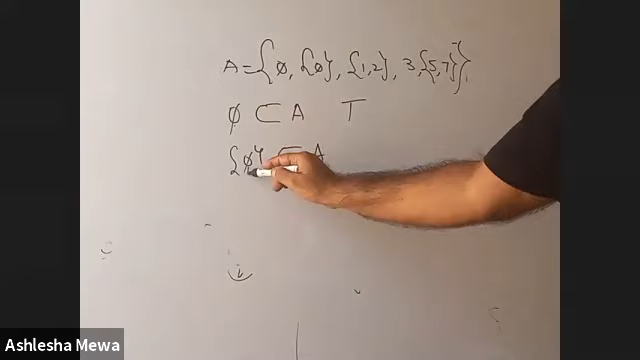 A = {ϕ, {ϕ}, {1,2}, 3, {5,7}}
ϕ ⊂ A T
{ϕ} ⊂ A
Ashlesha Mewa